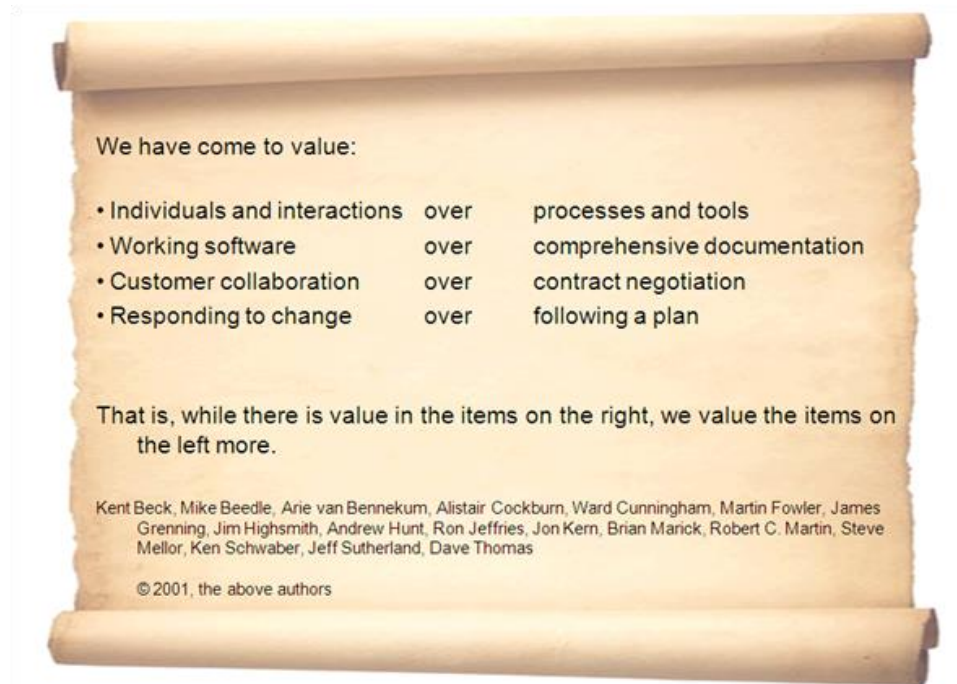 We have come to value:
• Individuals and interactions over processes and tools
• Working software over comprehensive documentation
• Customer collaboration over contract negotiation
• Responding to change over following a plan
That is, while there is value in the items on the right, we value the items on
the left more.
Kent Beck, Mike Beedle, Arie van Bennekum, Alistair Cockburn, Ward Cunningham, Martin Fowler, James
Grenning, Jim Highsmith, Andrew Hunt, Ron Jeffries, Jon Kern, Brian Marick, Robert C. Martin, Steve
Mellor, Ken Schwaber, Jeff Sutherland, Dave Thomas
© 2001, the above authors